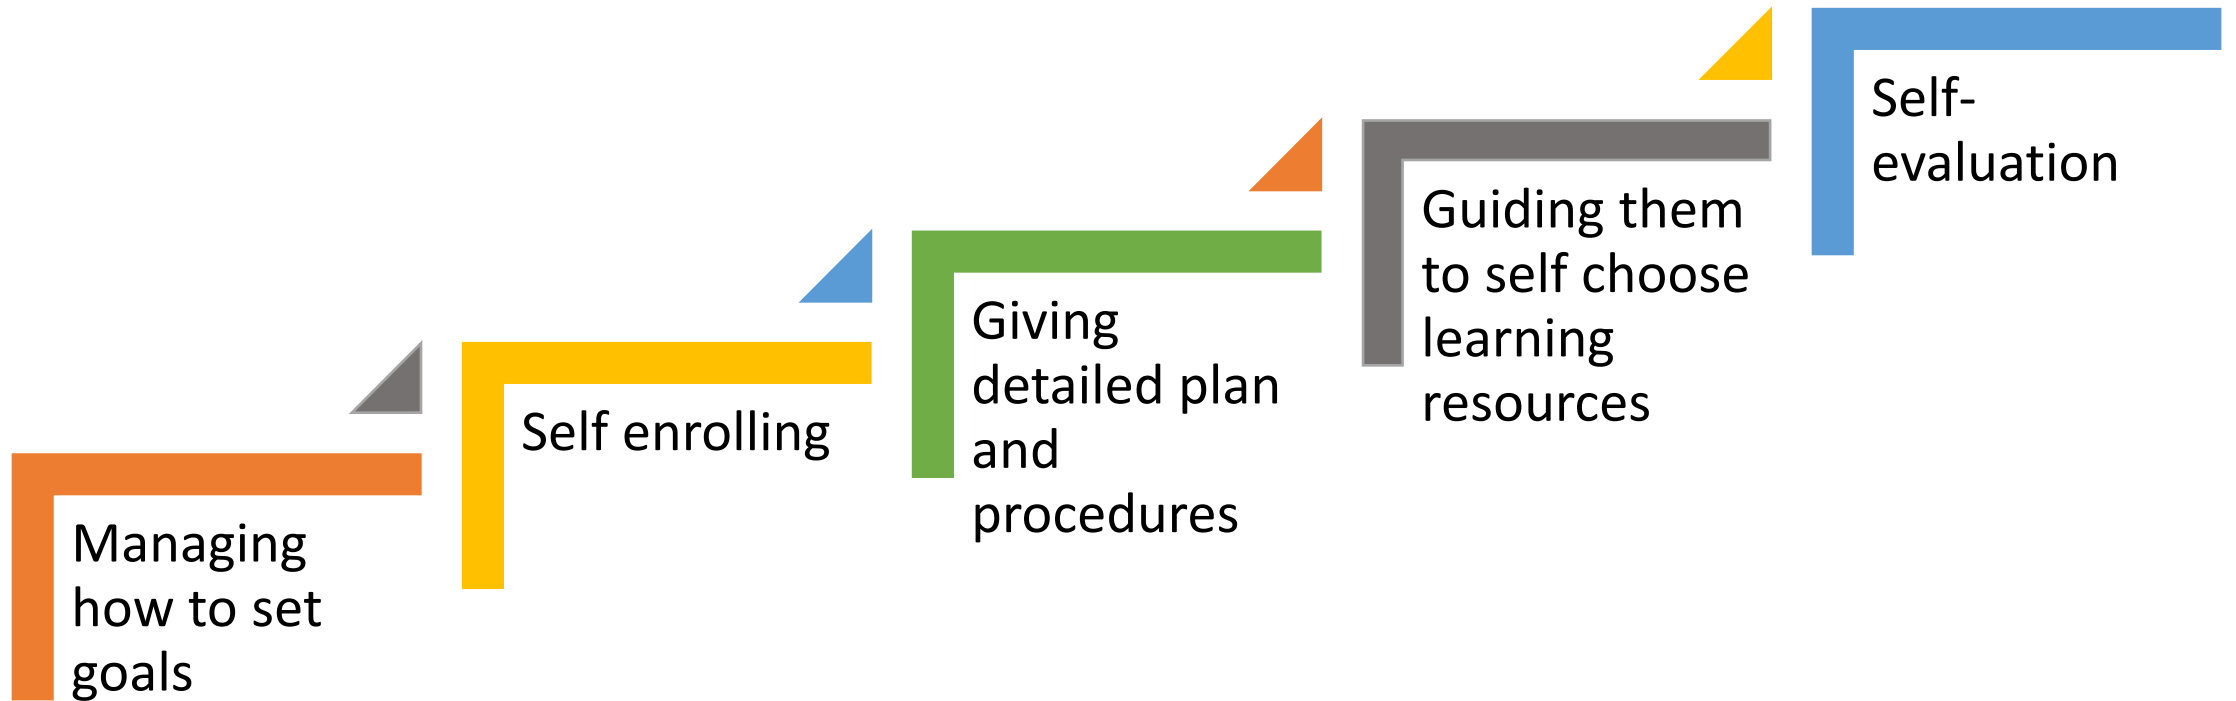 Managing
how to set
goals
Self enrolling
Giving
detailed plan
and
procedures
Guiding them
to self choose
learning
resources
Self-
evaluation